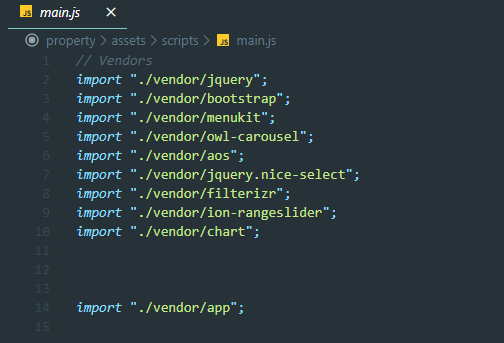 JS main.js ×
property > assets > scripts > JS main.js
1 // Vendors
2 import "./vendor/jquery";
3 import "./vendor/bootstrap";
4 import "./vendor/menukit";
5 import "./vendor/owl-carousel";
6 import "./vendor/aos";
7 import "./vendor/jquery.nice-select";
8 import "./vendor/filterizr";
9 import "./vendor/ion-rangeslider";
10 import "./vendor/chart";
11
12
13
14 import "./vendor/app";
15